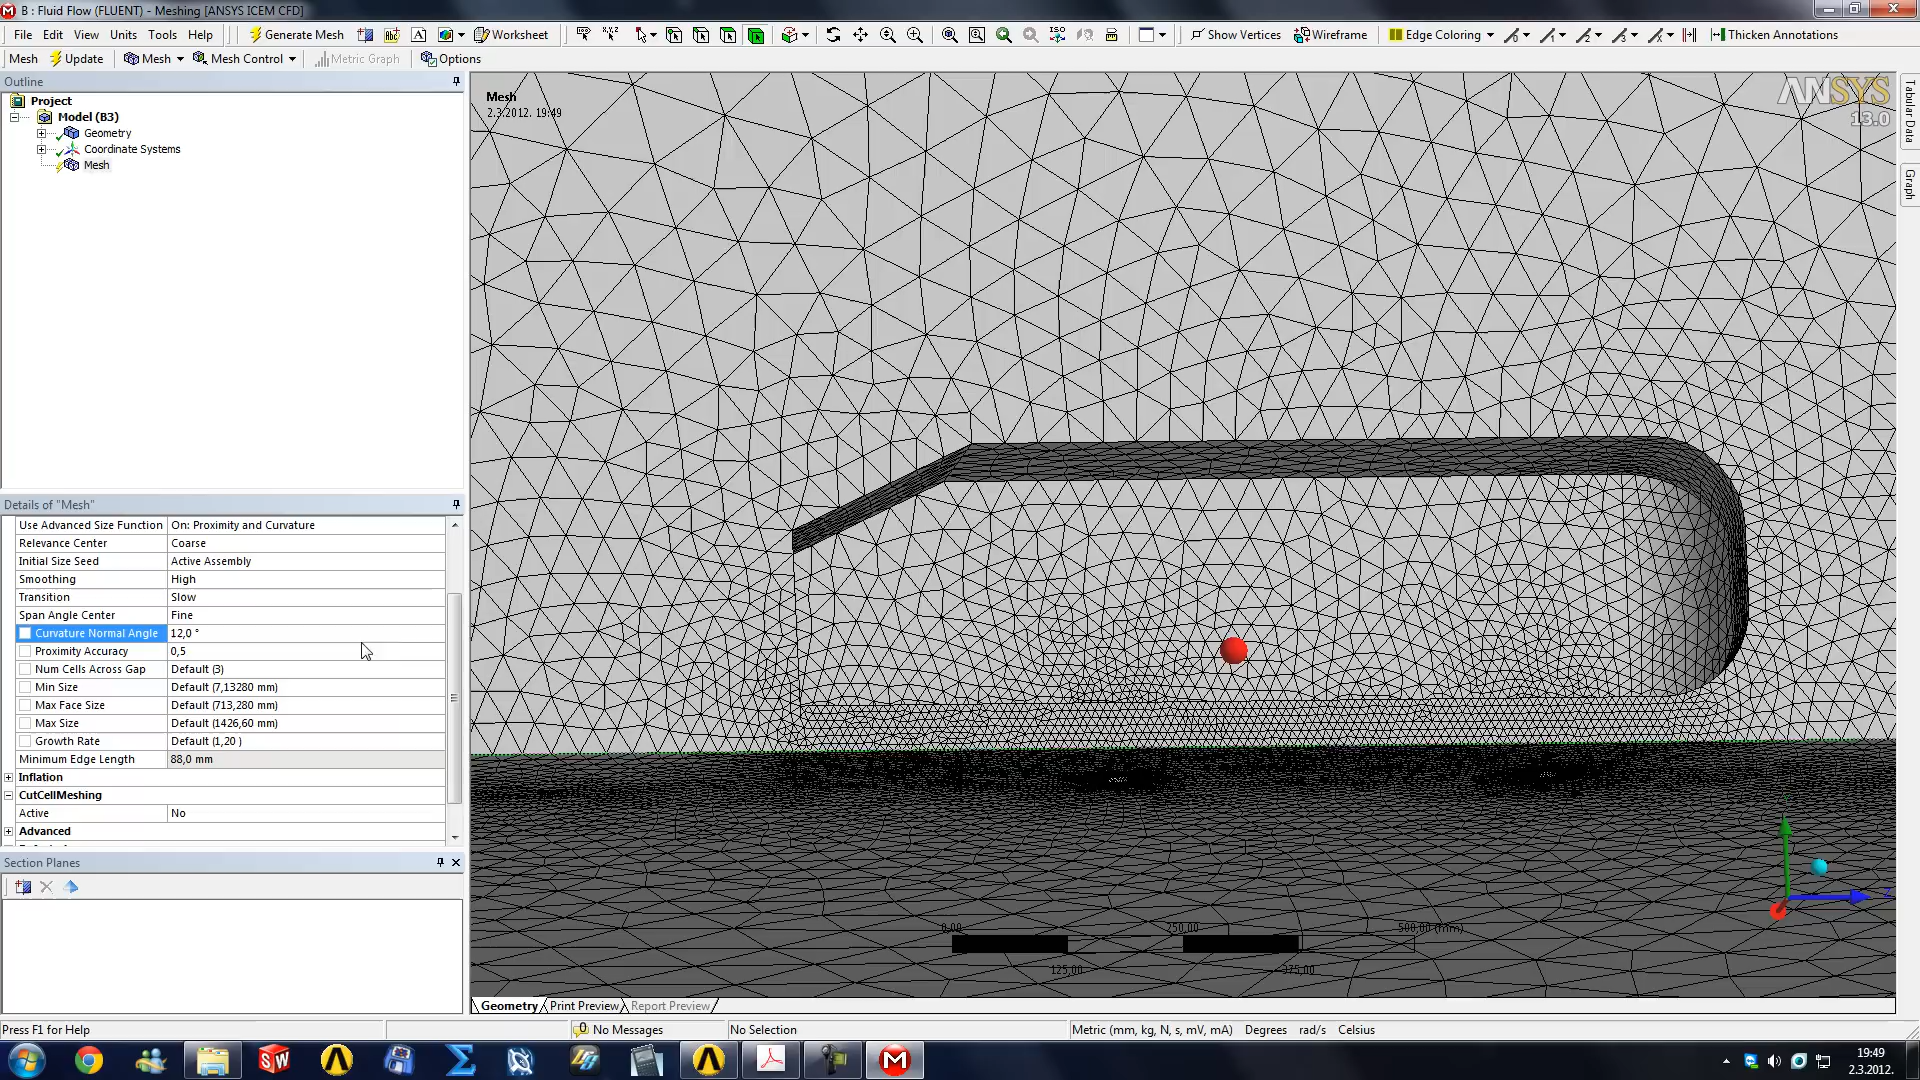 B : Fluid Flow (FLUENT) - Meshing [ANSYS ICEM CFD]
File Edit View Units Tools Help Generate Mesh Worksheet Show Vertices Wireframe Edge Coloring Thicken Annotations
Mesh Update Mesh Mesh Control Metric Graph Options
Outline
Project
Model (B3)
Geometry
Coordinate Systems
Mesh
Details of "Mesh"
Use Advanced Size Function On: Proximity and Curvature
Relevance Center Coarse
Initial Size Seed Active Assembly
Smoothing High
Transition Slow
Span Angle Center Fine
Curvature Normal Angle 12,0 °
Proximity Accuracy 0,5
Num Cells Across Gap Default (3)
Min Size Default (7,13280 mm)
Max Face Size Default (713,280 mm)
Max Size Default (1426,60 mm)
Growth Rate Default (1,20 )
Minimum Edge Length 88,0 mm
Inflation
CutCellMeshing
Active No
Advanced
Section Planes
Mesh
2.3.2012. 19:49
ANSYS
13.0
Tabular Data
Graph
Z
0,00 250,00 500,00 (mm)
125,00 375,00
Geometry Print Preview Report Preview
Press F1 for Help
0 No Messages No Selection Metric (mm, kg, N, s, mV, mA) Degrees rad/s Celsius
19:49
2.3.2012.